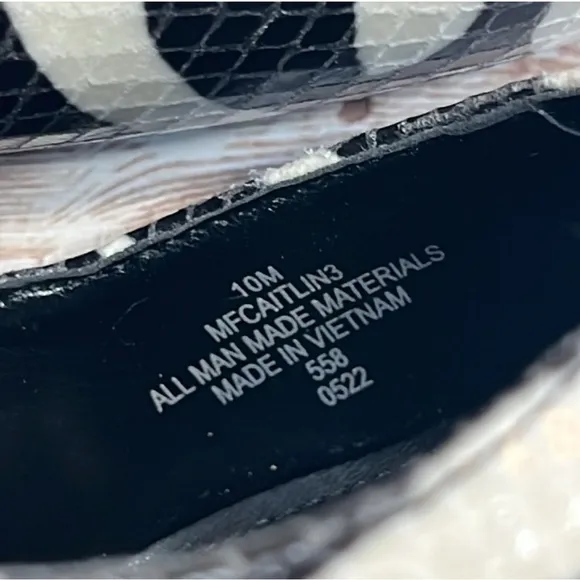 10M
MFCAITLIN3
ALL MAN MADE MATERIALS
MADE IN VIETNAM
558
0522